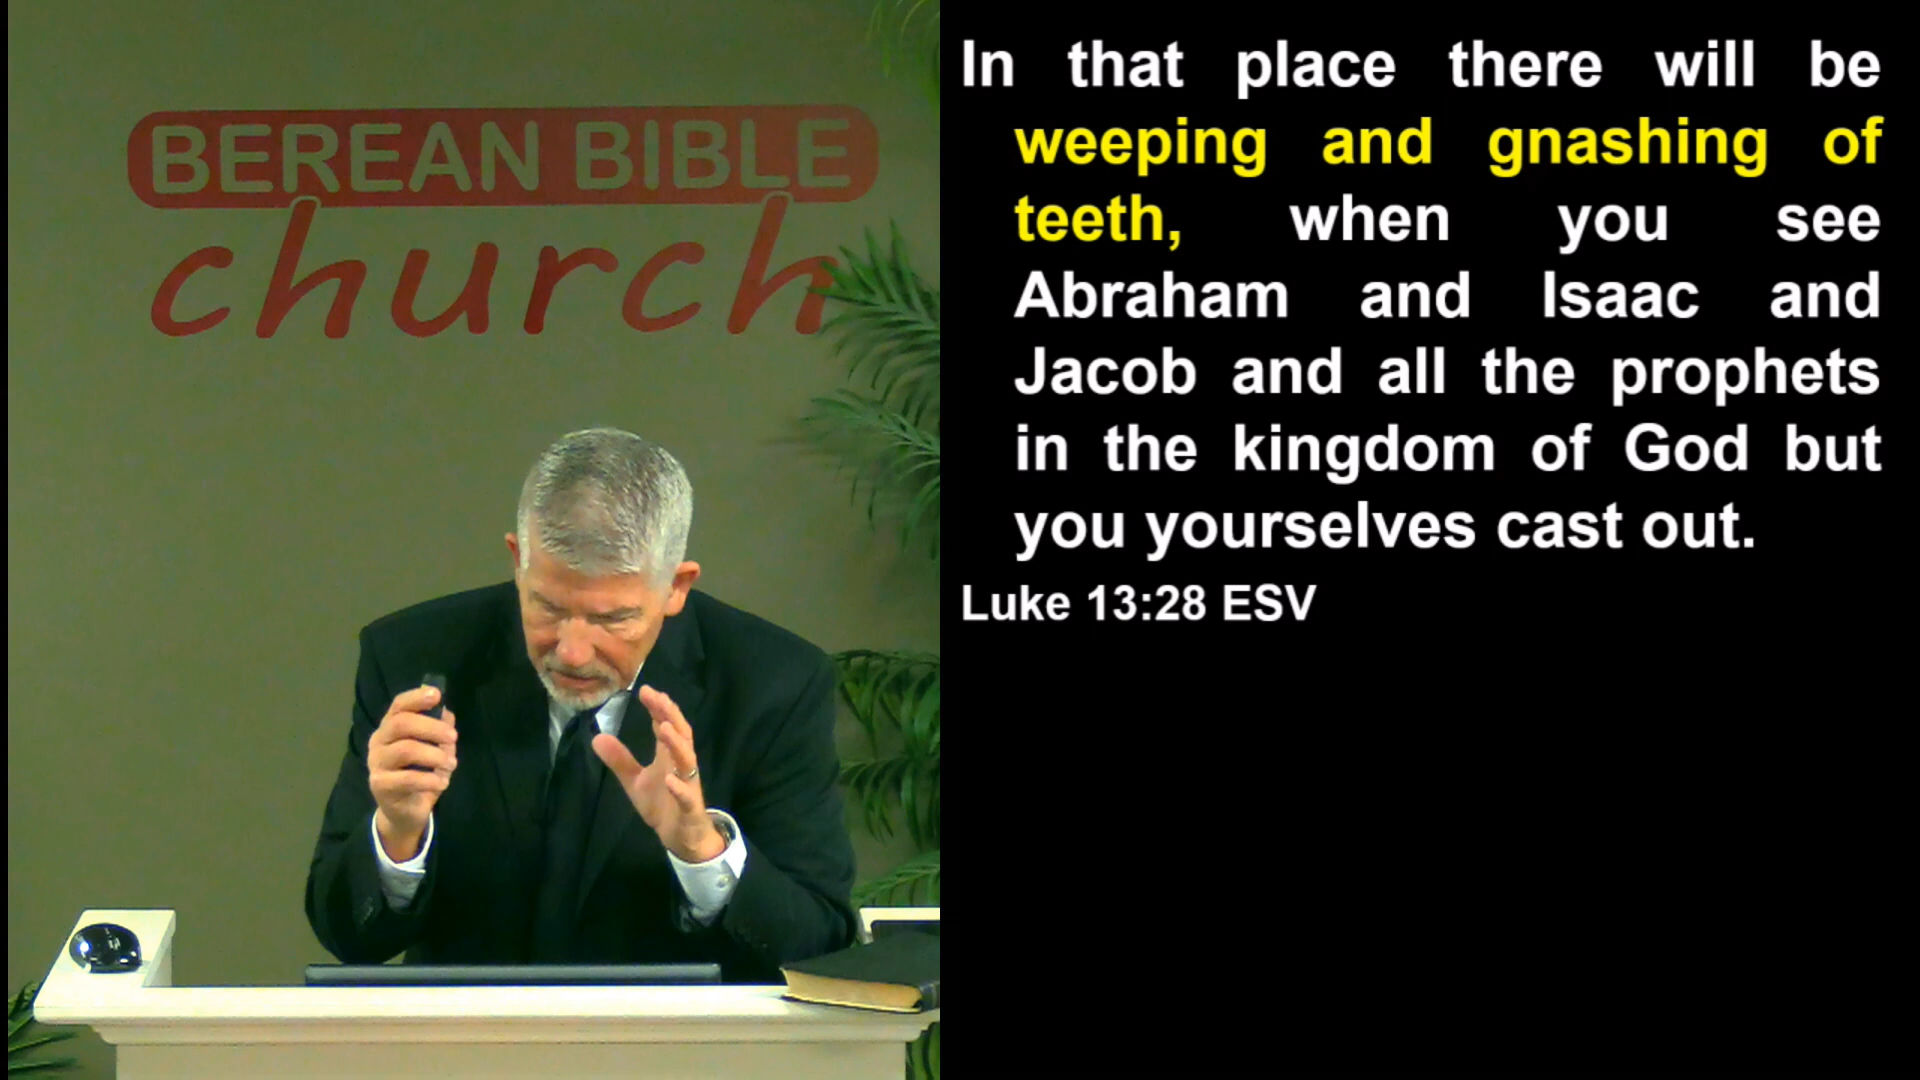 BEREAN BIBLE
church
In that place there will be
weeping and gnashing of
teeth, when you see
Abraham and Isaac and
Jacob and all the prophets
in the kingdom of God but
you yourselves cast out.
Luke 13:28 ESV